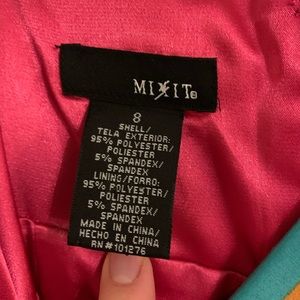 MIXIT
8
SHELL/
TELA EXTERIOR:
95% POLYESTER/
POLIESTER
5% SPANDEX/
SPANDEX
LINING/FORRO:
95% POLYESTER/
POLIESTER
5% SPANDEX/
SPANDEX
MADE IN CHINA/
HECHO EN CHINA
RN#101276